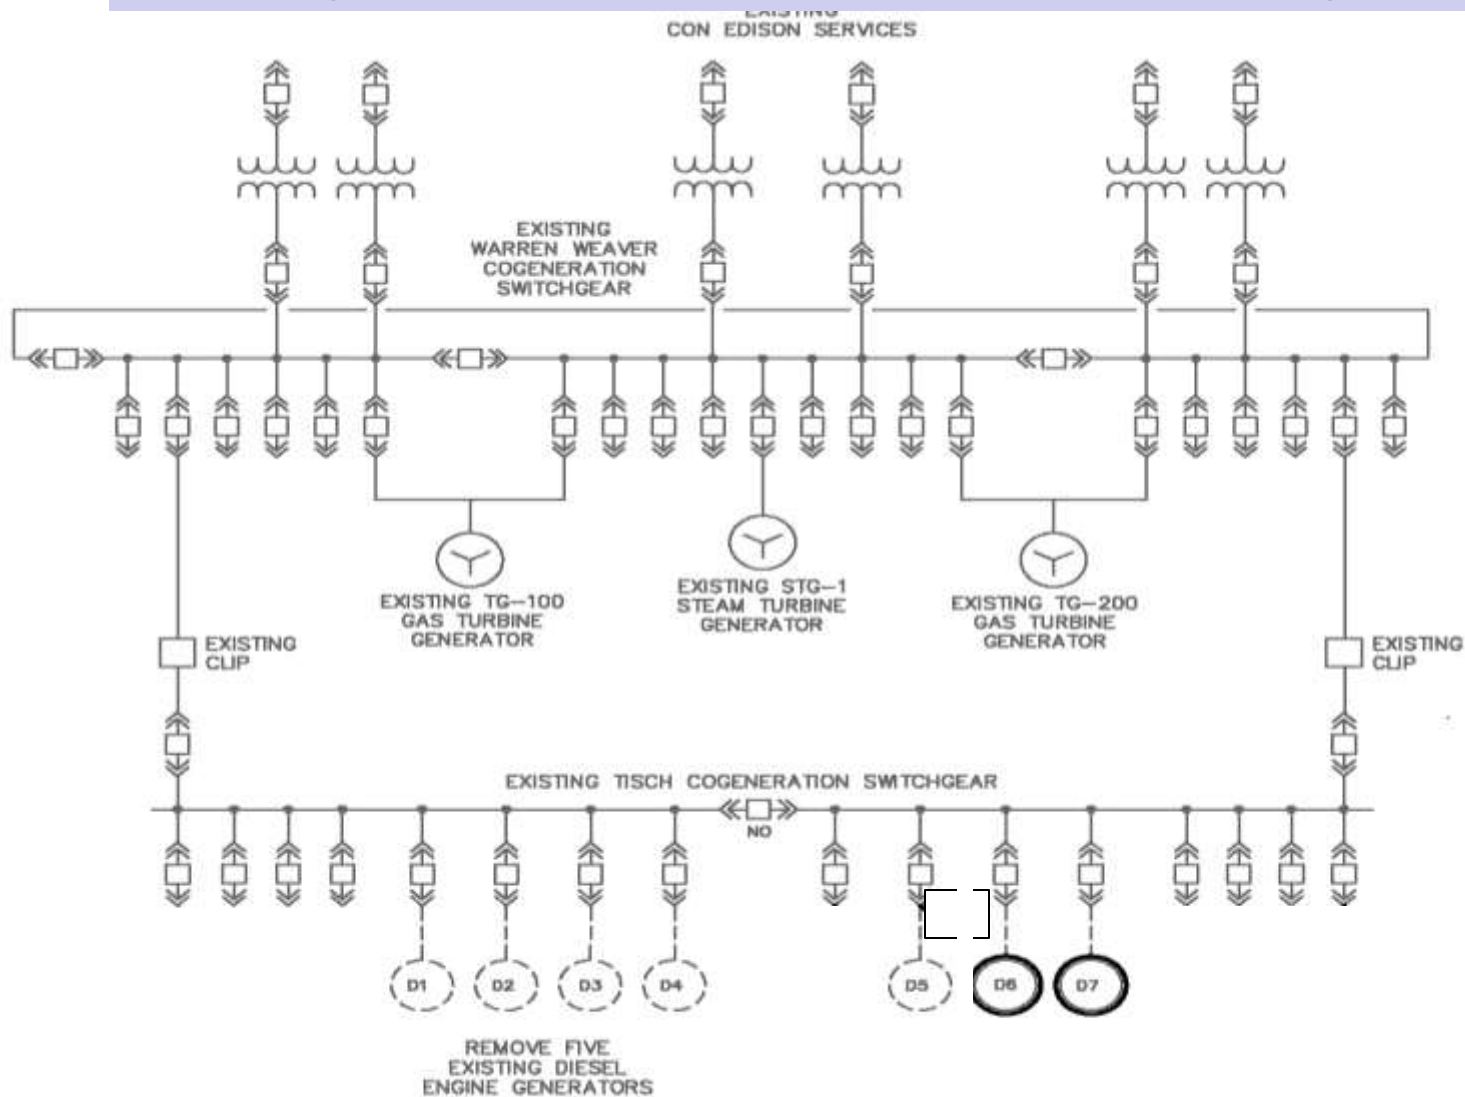 EXISTING
CON EDISON SERVICES
EXISTING
WARREN WEAVER
COGENERATION
SWITCHGEAR
EXISTING TG-100
GAS TURBINE
GENERATOR
EXISTING STG-1
STEAM TURBINE
GENERATOR
EXISTING TG-200
GAS TURBINE
GENERATOR
EXISTING
CLIP
EXISTING
CLIP
EXISTING TISCH COGENERATION SWITCHGEAR
NO
D1
D2
D3
D4
D5
D6
D7
REMOVE FIVE
EXISTING DIESEL
ENGINE GENERATORS